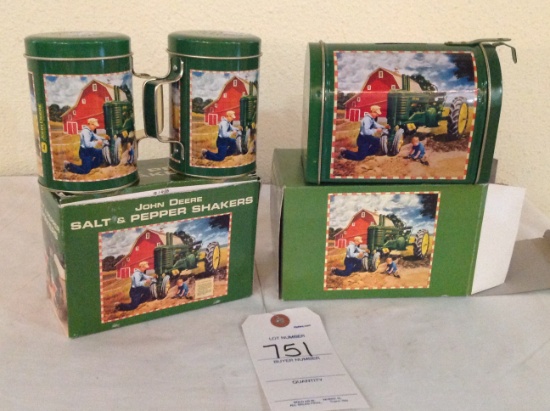 JOHN DEERE
SALT & PEPPER SHAKERS
LOT NUMBER
751
BUYER NUMBER
QUANTITY